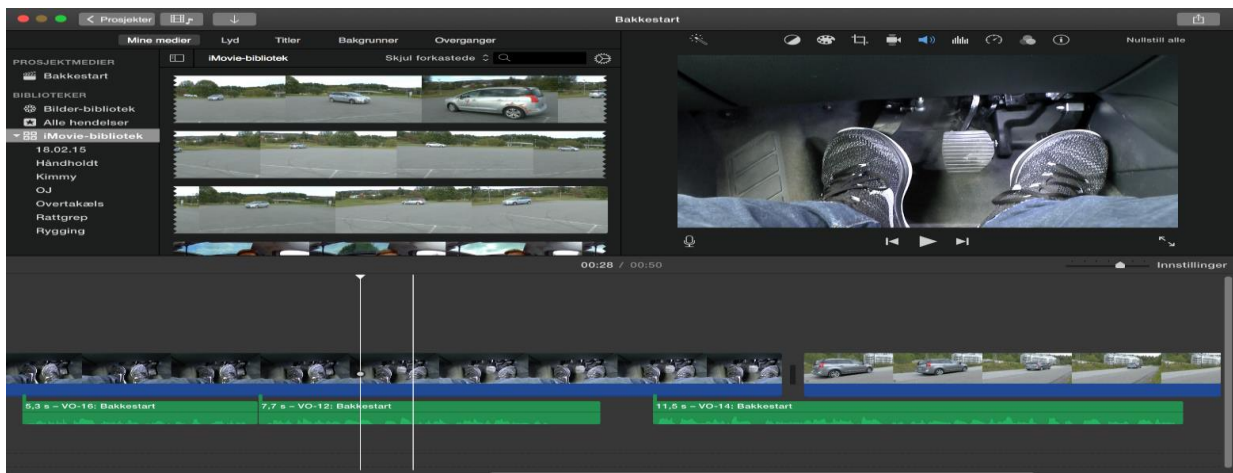 Prosjekter
Bakkestart
Mine medier Lyd Titler Bakgrunner Overganger
Nullstill alle
PROSJEKTMEDIER
Bakkestart
BIBLIOTEKER
Bilder-bibliotek
Alle hendelser
iMovie-bibliotek
18.02.15
Håndholdt
Kimmy
OJ
Overtakæls
Rattgrep
Rygging
iMovie-bibliotek Skjul forkastede
00:28 / 00:50
Innstillinger
5,3 s – VO-16: Bakkestart
7,7 s – VO-12: Bakkestart
11,5 s – VO-14: Bakkestart